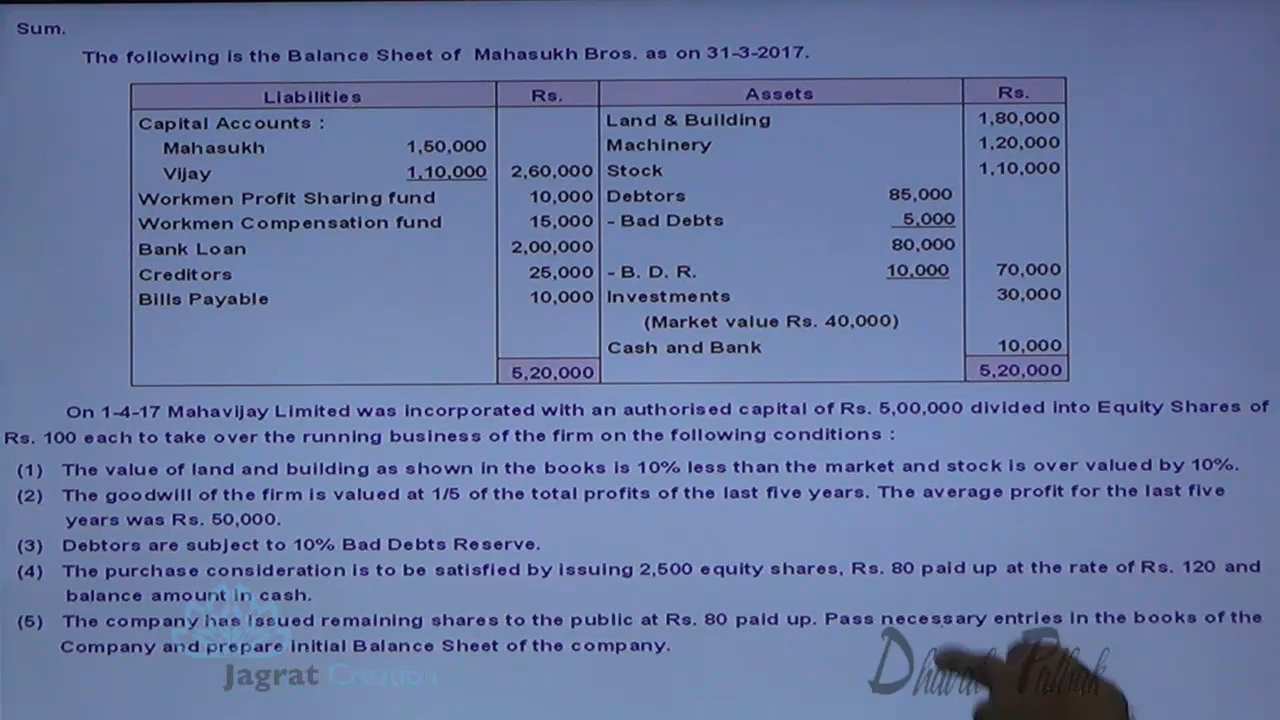 Sum.
The following is the Balance Sheet of Mahasukh Bros. as on 31-3-2017.
Liabilities Rs. Assets Rs.
Capital Accounts : Land & Building 1,80,000
Mahasukh 1,50,000 Machinery 1,20,000
Vijay 1,10,000 2,60,000 Stock 1,10,000
Workmen Profit Sharing fund 10,000 Debtors 85,000
Workmen Compensation fund 15,000 - Bad Debts 5,000
Bank Loan 2,00,000 80,000
Creditors 25,000 - B. D. R. 10,000 70,000
Bills Payable 10,000 Investments 30,000
(Market value Rs. 40,000)
Cash and Bank 10,000
5,20,000 5,20,000
On 1-4-17 Mahavijay Limited was incorporated with an authorised capital of Rs. 5,00,000 divided into Equity Shares of
Rs. 100 each to take over the running business of the firm on the following conditions :
(1) The value of land and building as shown in the books is 10% less than the market and stock is over valued by 10%.
(2) The goodwill of the firm is valued at 1/5 of the total profits of the last five years. The average profit for the last five
years was Rs. 50,000.
(3) Debtors are subject to 10% Bad Debts Reserve.
(4) The purchase consideration is to be satisfied by issuing 2,500 equity shares, Rs. 80 paid up at the rate of Rs. 120 and
balance amount in cash.
(5) The company has issued remaining shares to the public at Rs. 80 paid up. Pass necessary entries in the books of the
Company and prepare initial Balance Sheet of the company.
Jagrat Creation